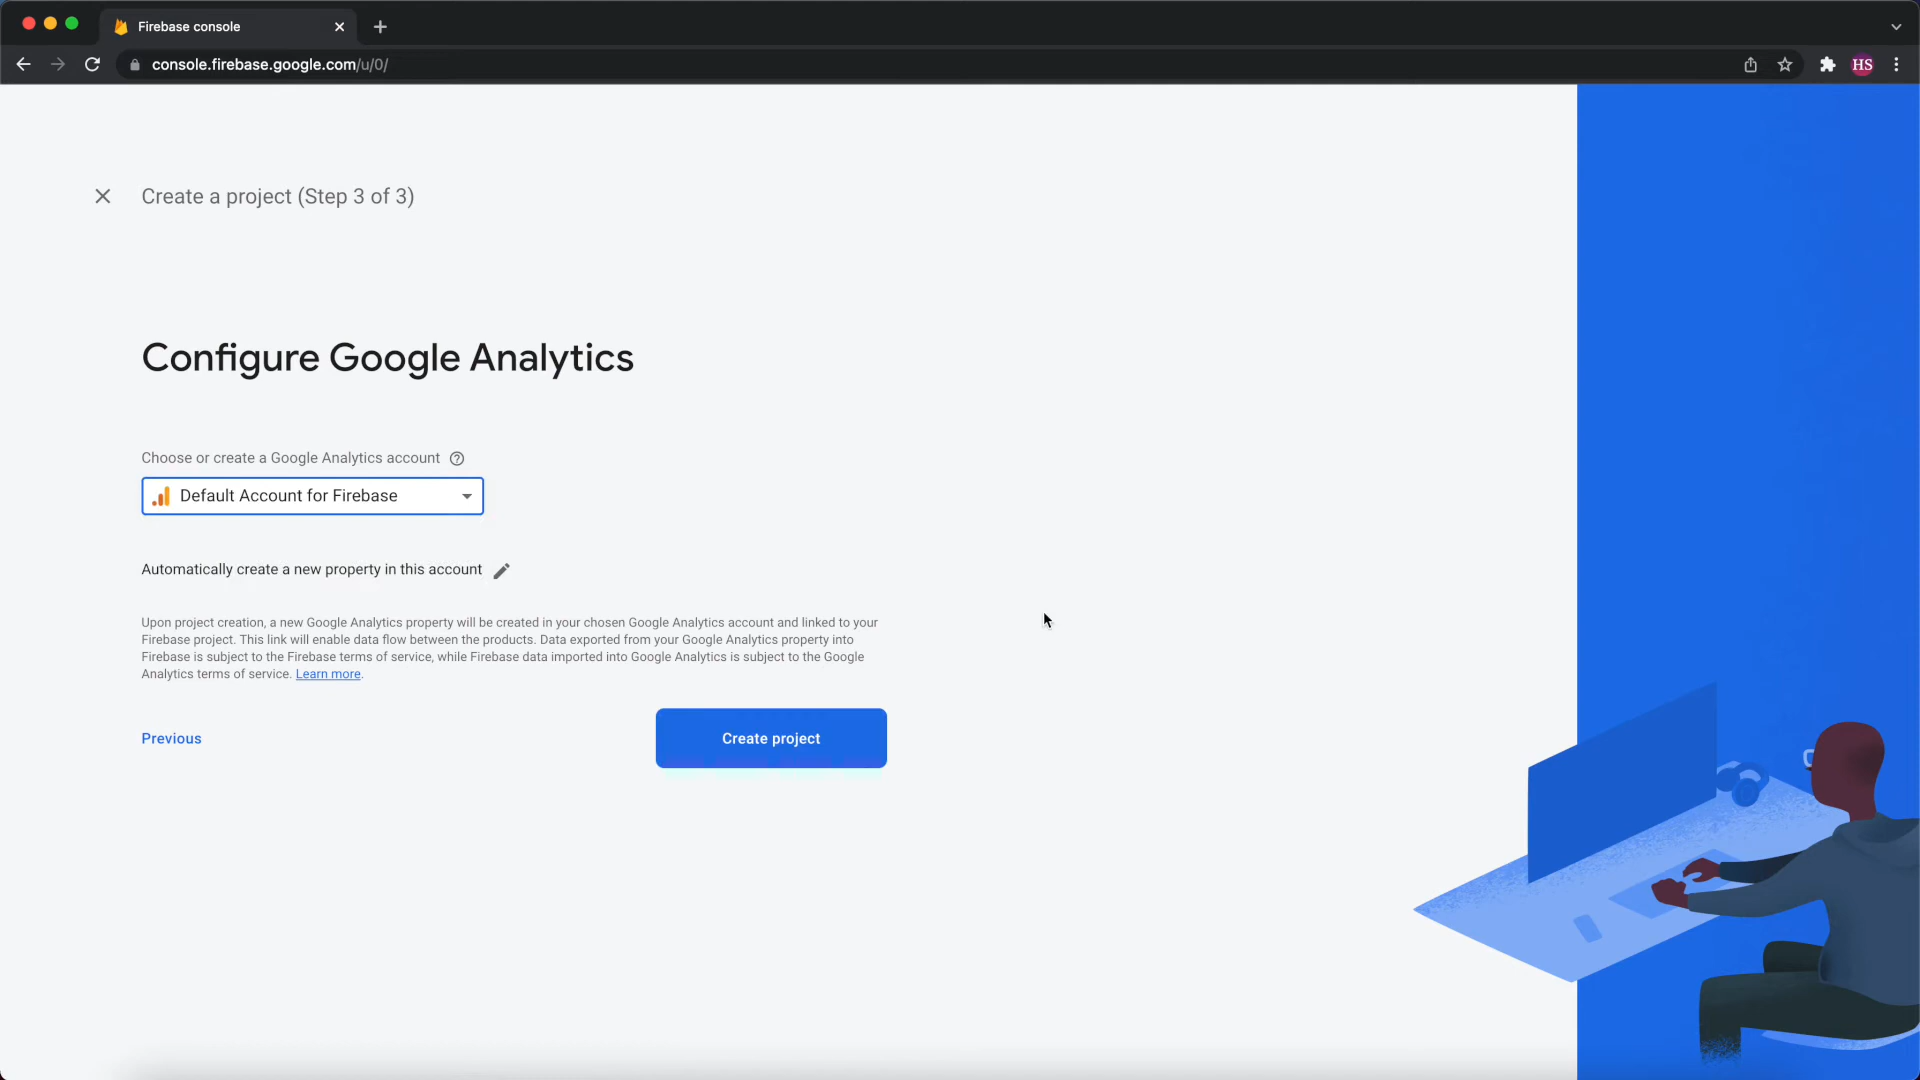 Firebase console
console.firebase.google.com/u/0/
HS
Create a project (Step 3 of 3)
Configure Google Analytics
Choose or create a Google Analytics account
Default Account for Firebase
Automatically create a new property in this account
Upon project creation, a new Google Analytics property will be created in your chosen Google Analytics account and linked to your
Firebase project. This link will enable data flow between the products. Data exported from your Google Analytics property into
Firebase is subject to the Firebase terms of service, while Firebase data imported into Google Analytics is subject to the Google
Analytics terms of service. Learn more.
Previous
Create project